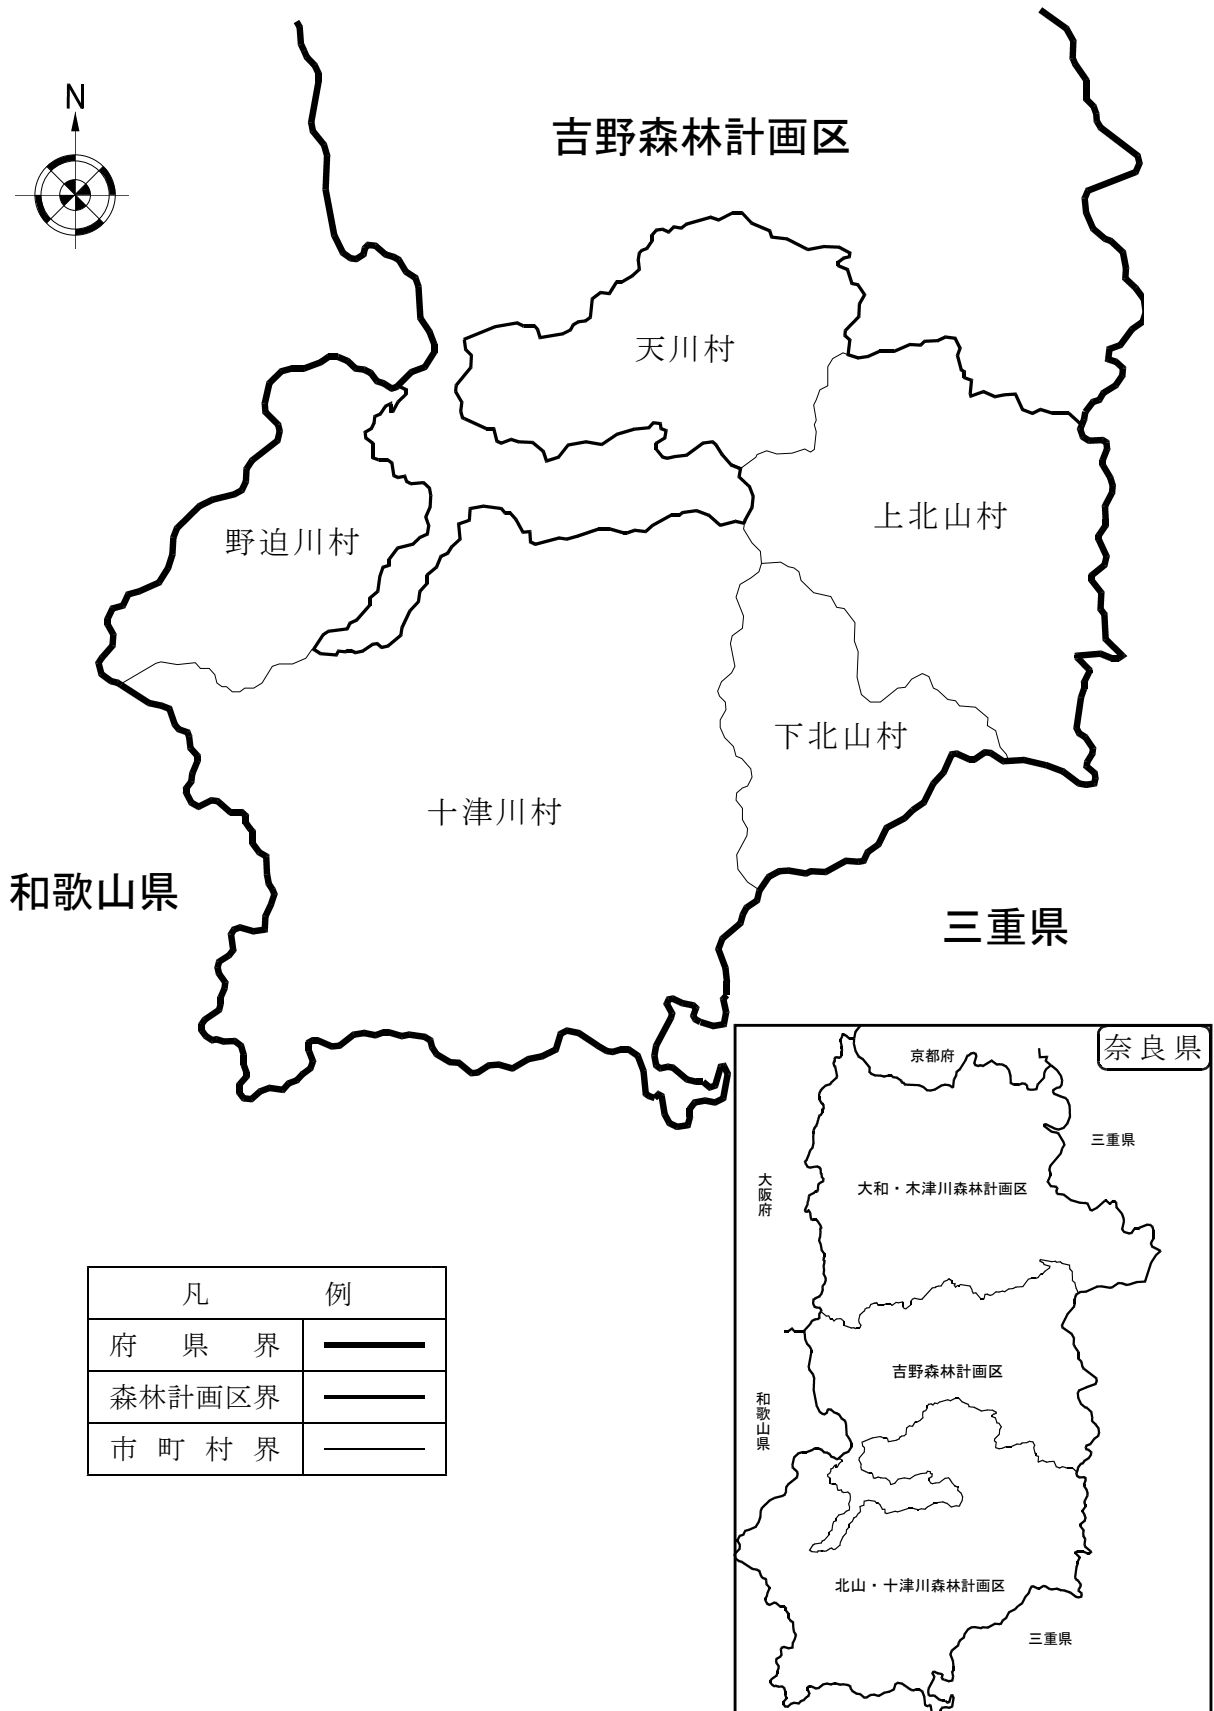 N
吉野森林計画区
天川村
上北山村
野迫川村
下北山村
十津川村
和歌山県
三重県
凡例
府県界
森林計画区界
市町村界
奈良県
京都府
三重県
大阪府
大和・木津川森林計画区
吉野森林計画区
和歌山県
北山・十津川森林計画区
三重県